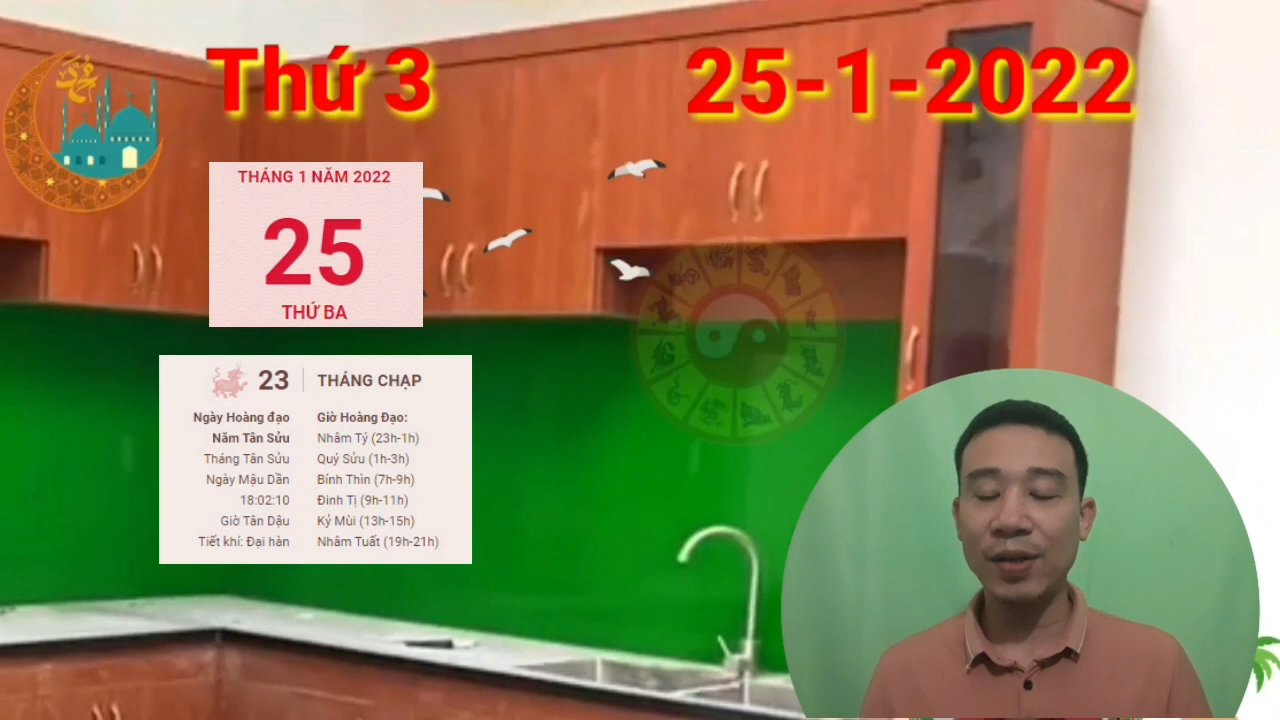 Thứ 3
25-1-2022
THÁNG 1 NĂM 2022
25
THỨ BA
23
THÁNG CHẠP
Ngày Hoàng đạo
Năm Tân Sửu
Tháng Tân Sửu
Ngày Mậu Dần
18:02:10
Giờ Tân Dậu
Tiết khí: Đại hàn
Giờ Hoàng Đạo:
Nhâm Tý (23h-1h)
Quý Sửu (1h-3h)
Bính Thìn (7h-9h)
Đinh Tị (9h-11h)
Kỷ Mùi (13h-15h)
Nhâm Tuất (19h-21h)